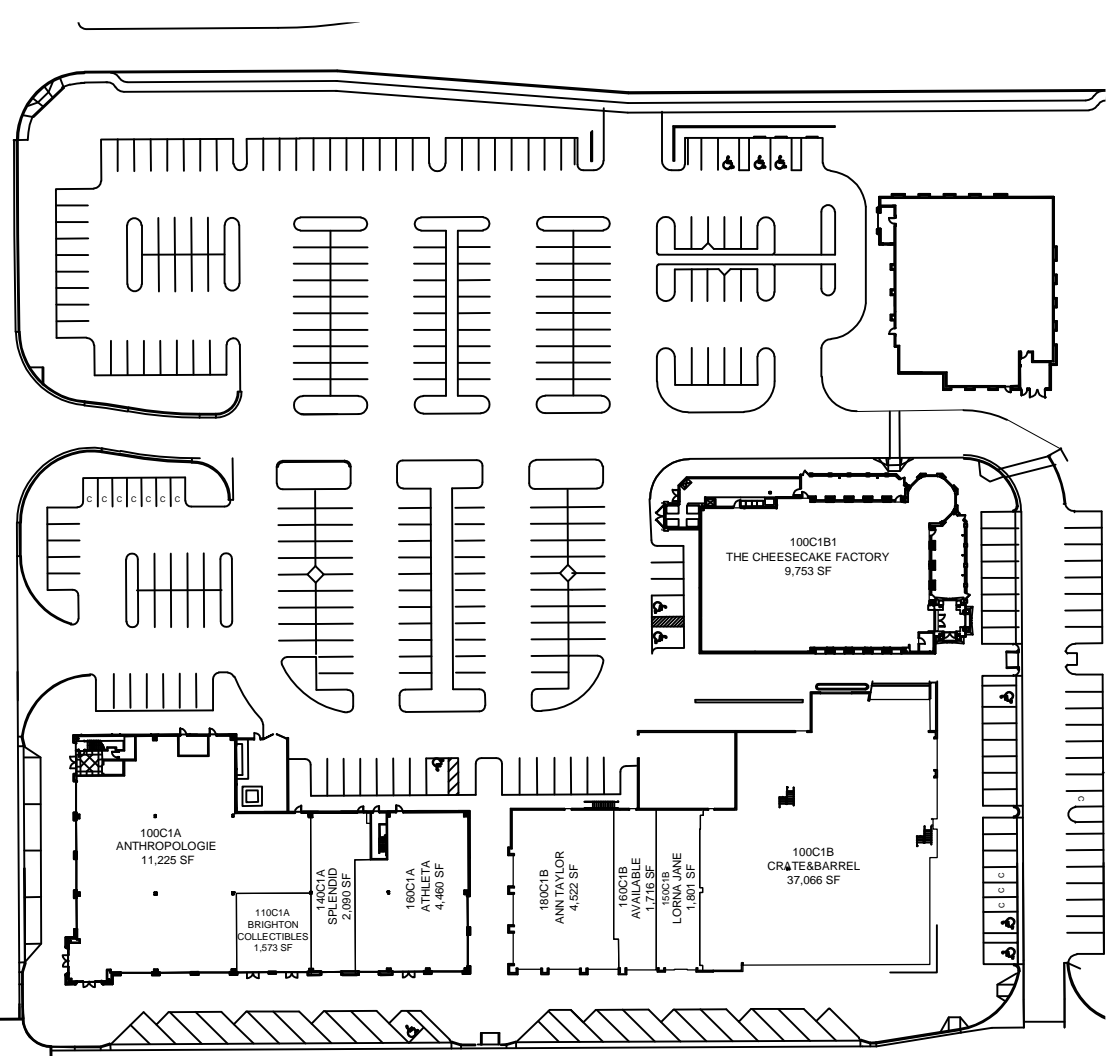 C C C C C C C
100C1B1
THE CHEESECAKE FACTORY
9,753 SF
100C1A
ANTHROPOLOGIE
11,225 SF
110C1A
BRIGHTON
COLLECTIBLES
1,573 SF
140C1A
SPLENDID
2,090 SF
160C1A
ATHLETA
4,460 SF
180C1B
ANN TAYLOR
4,522 SF
160C1B
AVAILABLE
1,716 SF
150C1B
LORNA JANE
1,801 SF
100C1B
CRATE&BARREL
37,066 SF
C
C
C
C